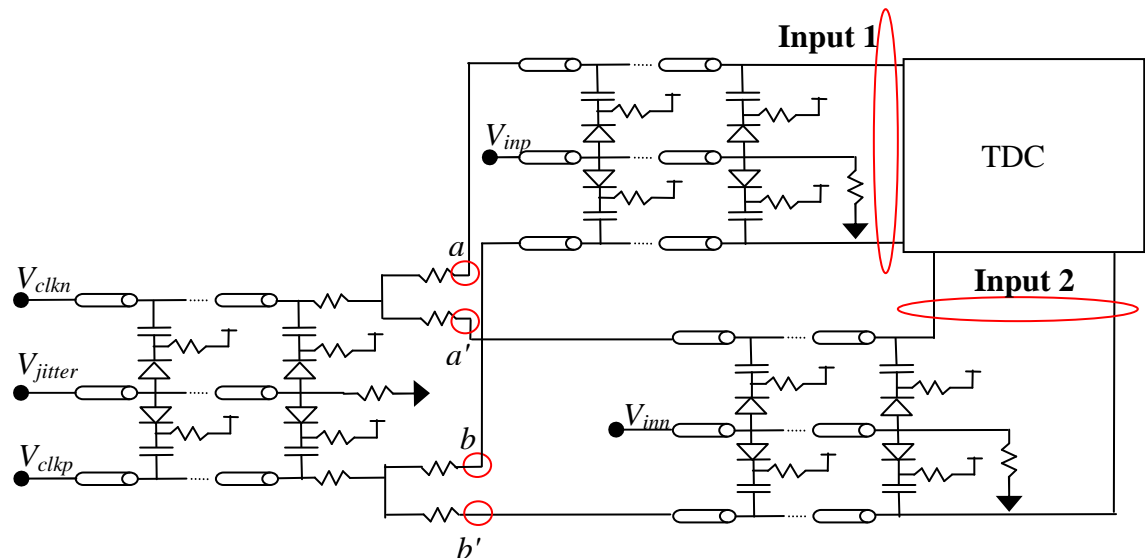 Input 1
V_inp
TDC
a
V_clkn
Input 2
a'
V_jitter
V_inn
b
V_clkp
b'